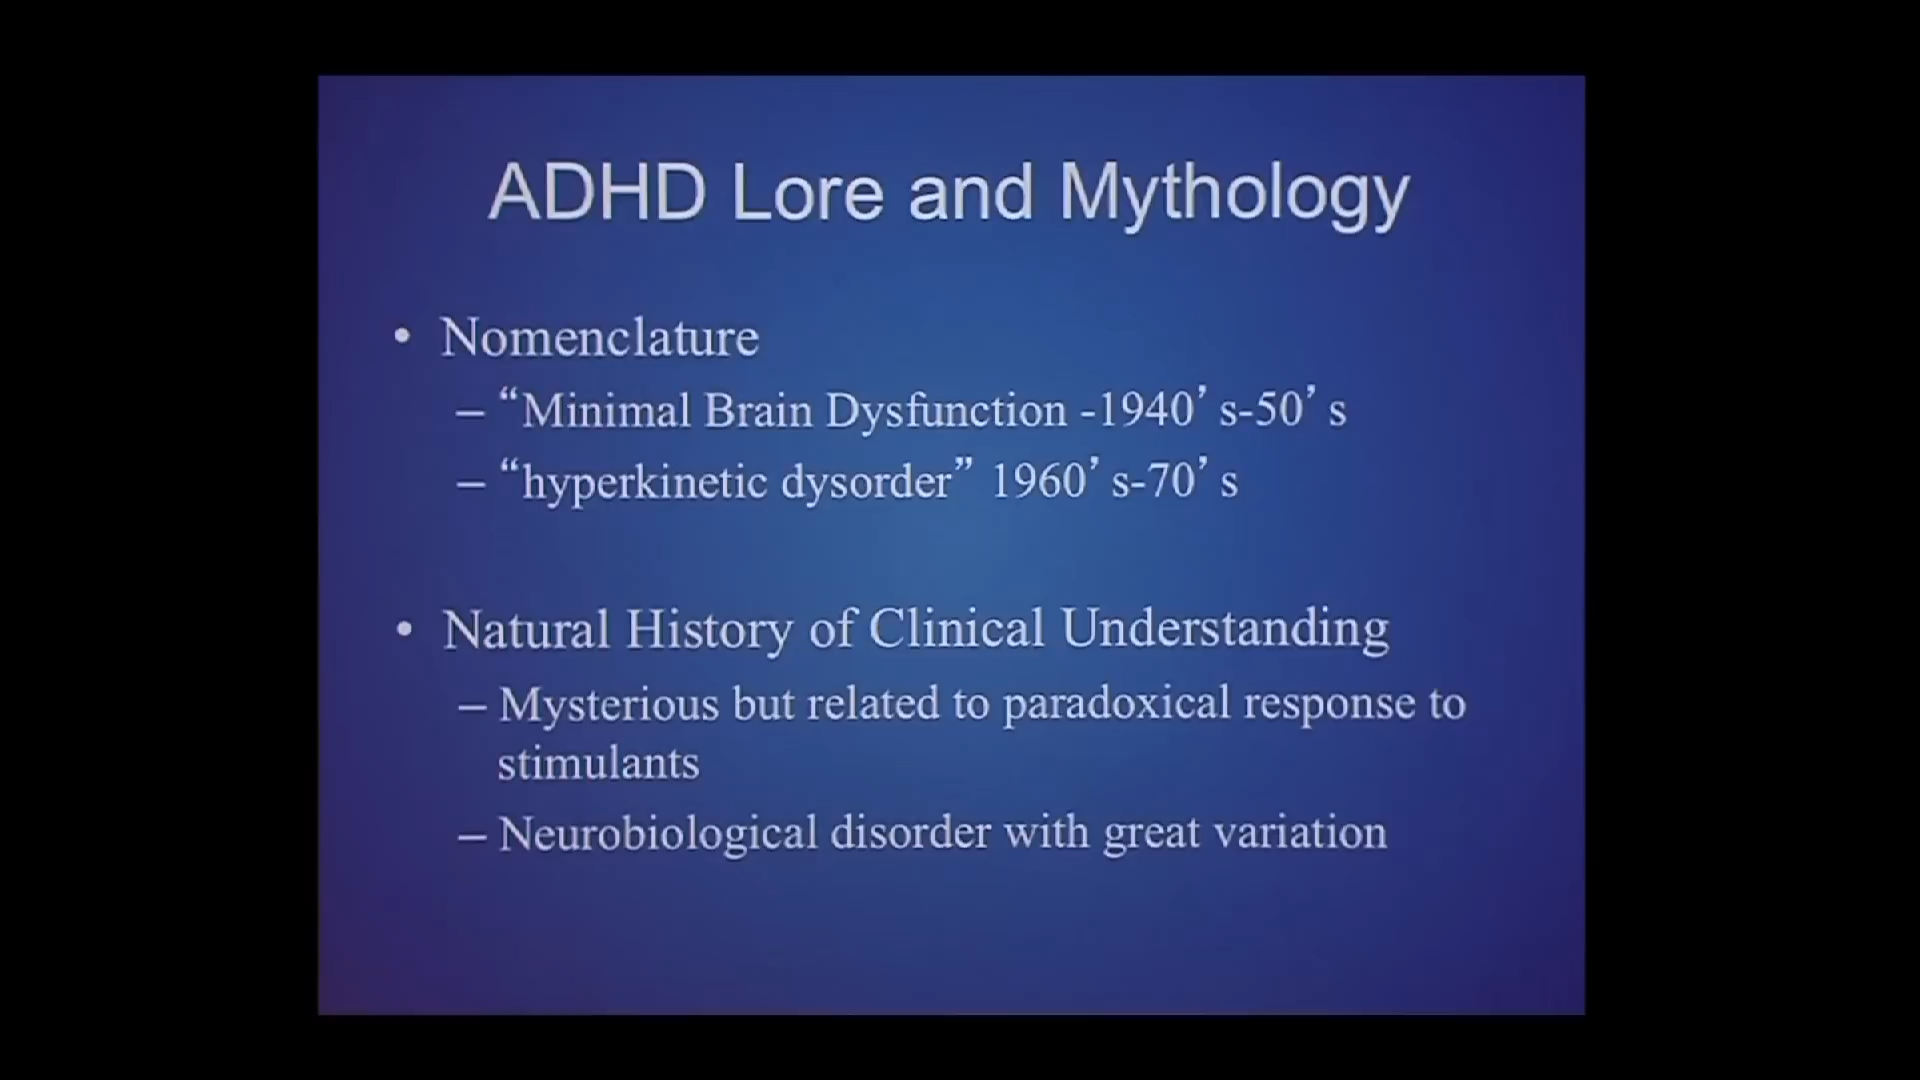 ADHD Lore and Mythology
• Nomenclature
– “Minimal Brain Dysfunction -1940’s-50’s
– “hyperkinetic dysorder” 1960’s-70’s
• Natural History of Clinical Understanding
– Mysterious but related to paradoxical response to
stimulants
– Neurobiological disorder with great variation